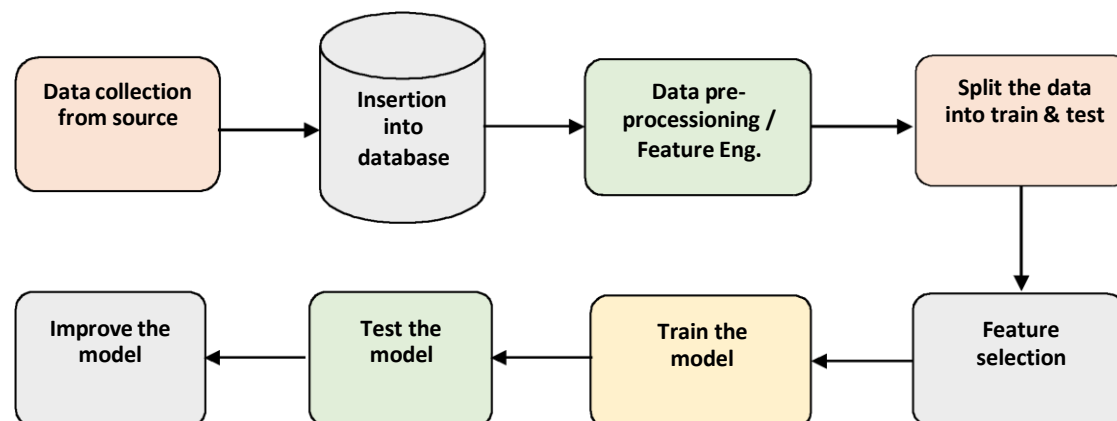 Data collection
from source
Insertion
into
database
Data pre-
processioning /
Feature Eng.
Split the data
into train & test
Feature
selection
Train the
model
Test the
model
Improve the
model